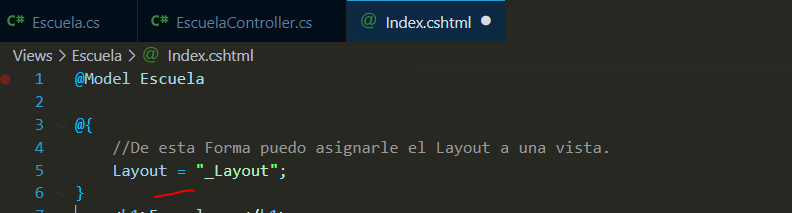 C# Escuela.cs C# EscuelaController.cs @ Index.cshtml
Views > Escuela > @ Index.cshtml
1 @Model Escuela
2
3 @{
4 //De esta Forma puedo asignarle el Layout a una vista.
5 Layout = "_Layout";
6 }
7